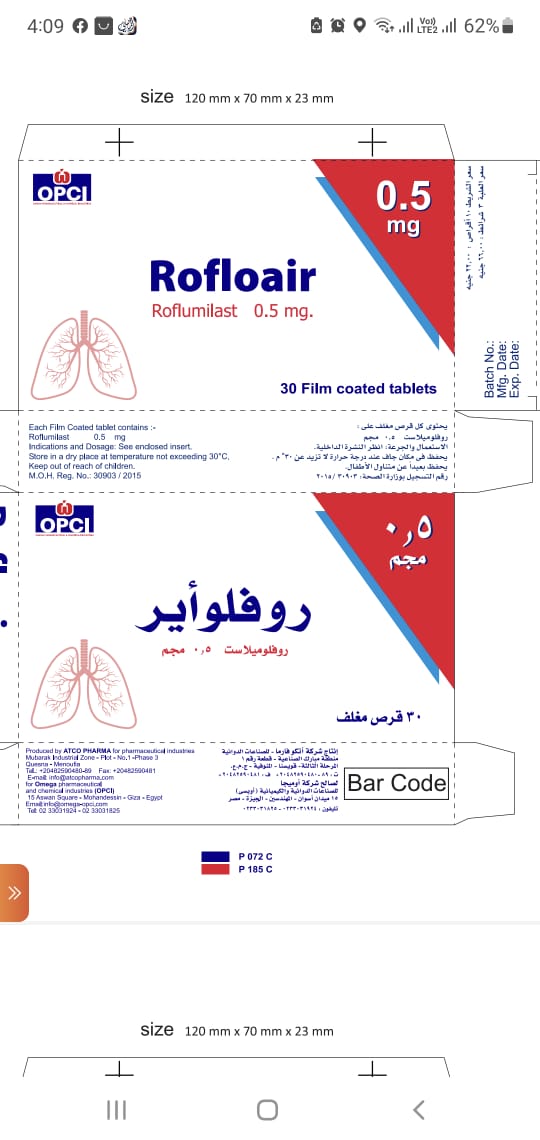 4:09
Vo))
LTE2
62%
size 120 mm x 70 mm x 23 mm
OPCI
0.5
mg
Rofloair
Roflumilast 0.5 mg.
30 Film coated tablets
سعر الشريط ١٠ أقراص : ٢٢,٠٠ جنيه
سعر العلبة ٣ شرائط : ٦٦,٠٠ جنيه
Batch No.:
Mfg. Date:
Exp. Date:
Each Film Coated tablet contains :-
Roflumilast 0.5 mg
Indications and Dosage: See enclosed insert.
Store in a dry place at temperature not exceeding 30°C.
Keep out of reach of children.
M.O.H. Reg. No.: 30903 / 2015
يحتوى كل قرص مغلف على :
روفلوميلاست ٠,٥ مجم
الاستعمال والجرعة: انظر النشرة الداخلية.
يحفظ فى مكان جاف عند درجة حرارة لا تزيد عن ٣٠° م.
يحفظ بعيدا عن متناول الأطفال.
رقم التسجيل بوزارة الصحة: ٣٠٩٠٣ / ٢٠١٥
OPCI
٠,٥
مجم
روفلوأير
روفلوميلاست ٠,٥ مجم
٣٠ قرص مغلف
Produced by ATCO PHARMA for pharmaceutical industries
Mubarak Industrial Zone - Plot - No,1 -Phase 3
Quesna - Menoufia
Tel.: +20482590480-89 Fax: +20482590481
E-mail: info@atcopharma.com
for Omega pharmaceutical
and chemical industries (OPCI)
15 Aswan Square - Mohandessin - Giza - Egypt
Email:info@omega-opci.com
Tel: 02 33031924 - 02 33031825
إنتاج شركة أتكو فارما - للصناعات الدوائية
منطقة مبارك الصناعية - قطعة رقم ١
المرحلة الثالثة - قويسنا - المنوفية - ج.م.ع.
لصالح شركة أوميجا
للصناعات الدوائية والكيميائية (أوبسى)
١٥ ميدان أسوان - المهندسين - الجيزة - مصر
Bar Code
P 072 C
P 185 C
size 120 mm x 70 mm x 23 mm